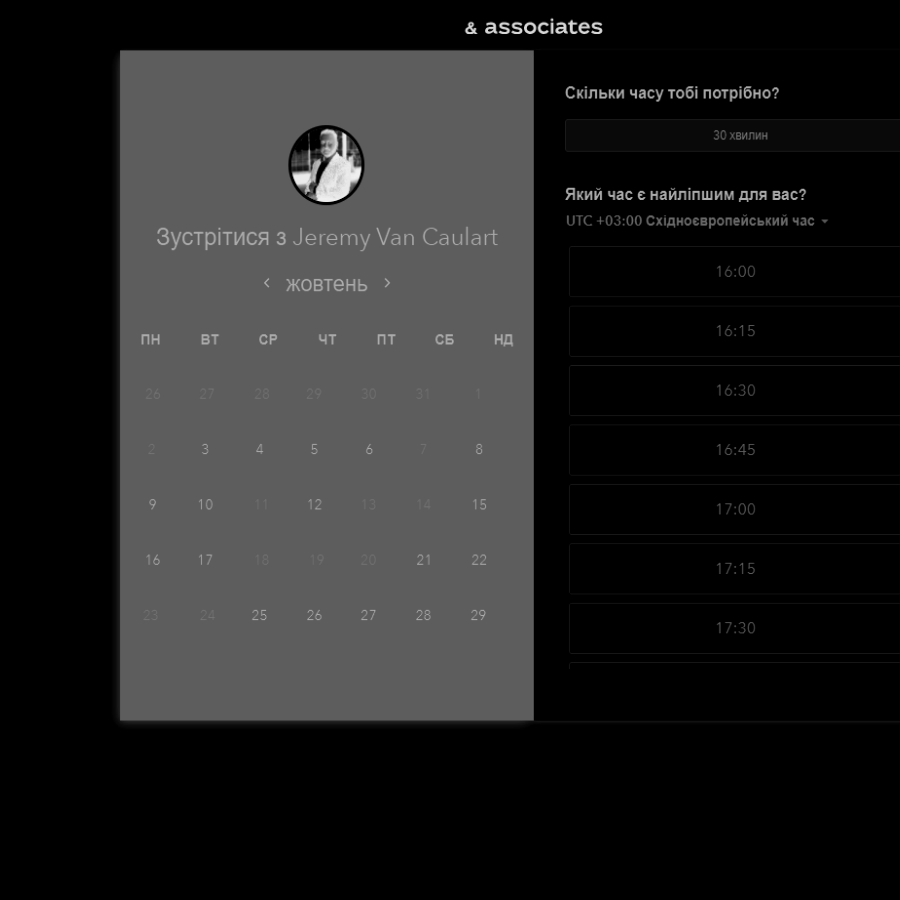 & associates
Зустрітися з Jeremy Van Caulart
жовтень
ПН ВТ СР ЧТ ПТ СБ НД
26 27 28 29 30 31 1
2 3 4 5 6 7 8
9 10 11 12 13 14 15
16 17 18 19 20 21 22
23 24 25 26 27 28 29
Скільки часу тобі потрібно?
30 хвилин
Який час є найліпшим для вас?
UTC +03:00 Східноєвропейський час
16:00
16:15
16:30
16:45
17:00
17:15
17:30